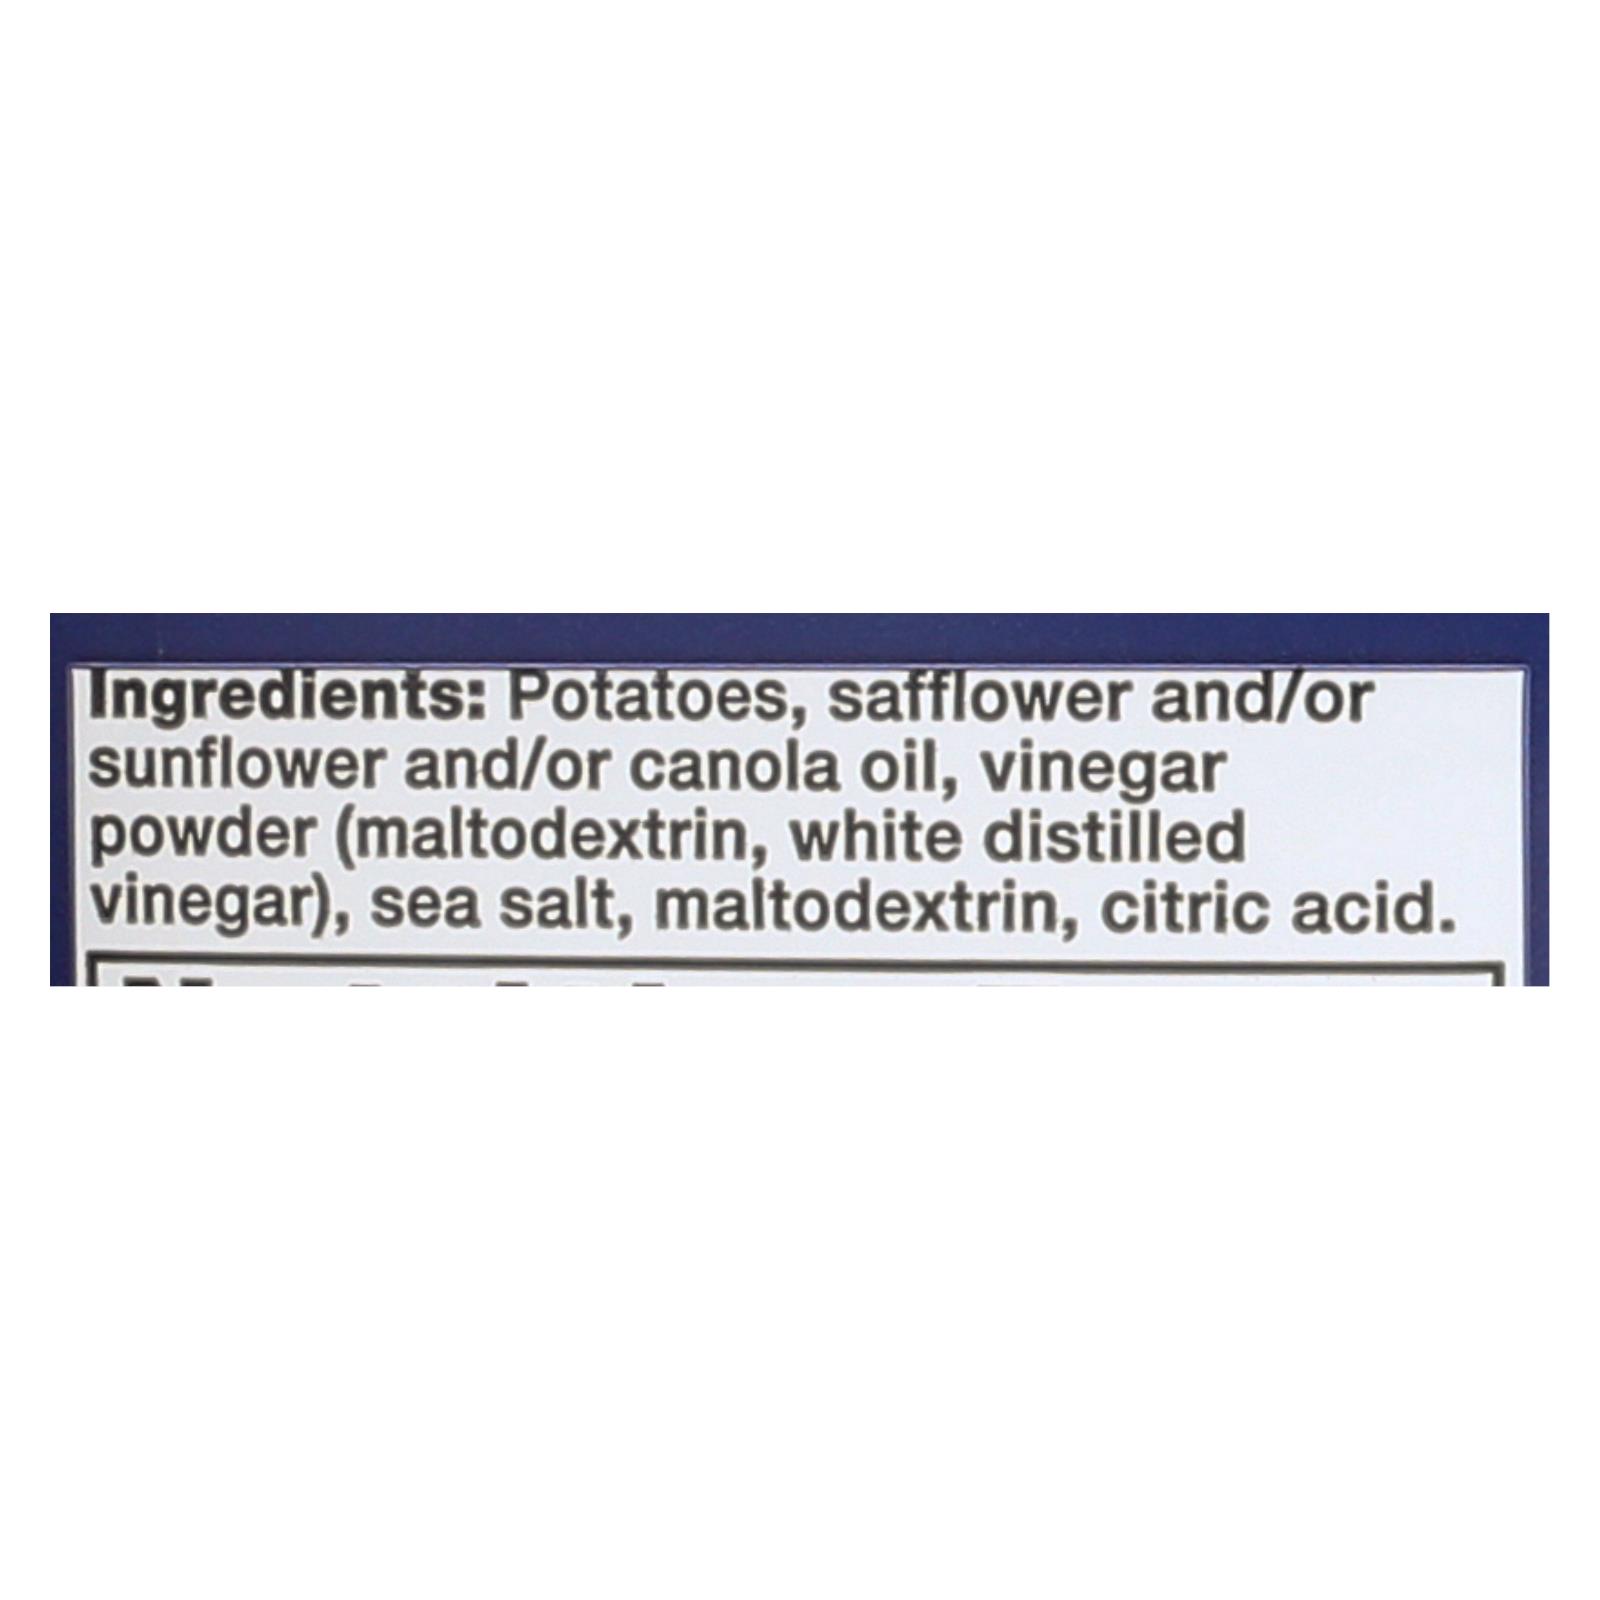 Ingredients: Potatoes, safflower and/or
sunflower and/or canola oil, vinegar
powder (maltodextrin, white distilled
vinegar), sea salt, maltodextrin, citric acid.